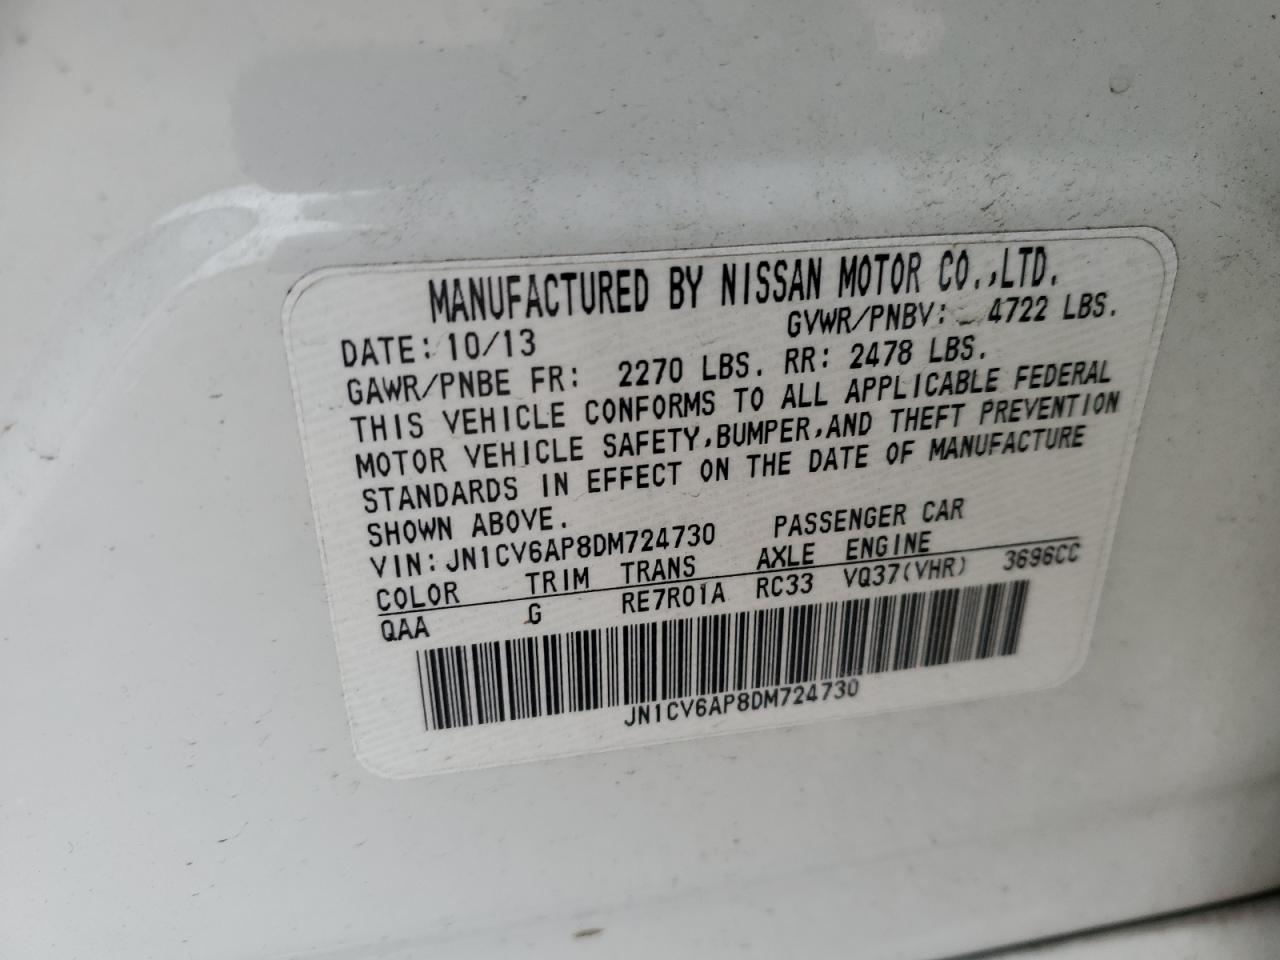 MANUFACTURED BY NISSAN MOTOR CO.,LTD.
DATE: 10/13 GVWR/PNBV: 4722 LBS.
GAWR/PNBE FR: 2270 LBS. RR: 2478 LBS.
THIS VEHICLE CONFORMS TO ALL APPLICABLE FEDERAL
MOTOR VEHICLE SAFETY,BUMPER,AND THEFT PREVENTION
STANDARDS IN EFFECT ON THE DATE OF MANUFACTURE
SHOWN ABOVE.
VIN: JN1CV6AP8DM724730 PASSENGER CAR
COLOR TRIM TRANS AXLE ENGINE
QAA G RE7R01A RC33 VQ37(VHR) 3696CC
JN1CV6AP8DM724730